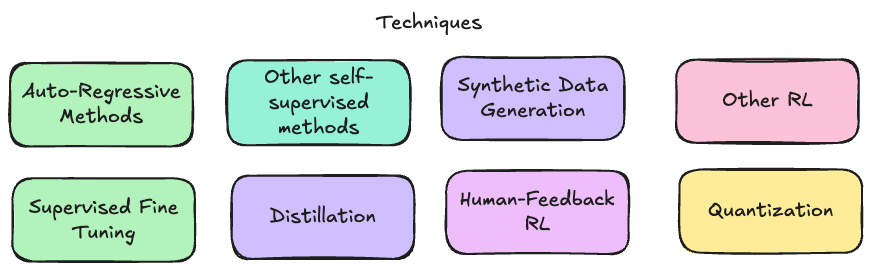 Techniques
Auto-Regressive
Methods
Other self-
supervised
methods
Synthetic Data
Generation
Other RL
Supervised Fine
Tuning
Distillation
Human-Feedback
RL
Quantization